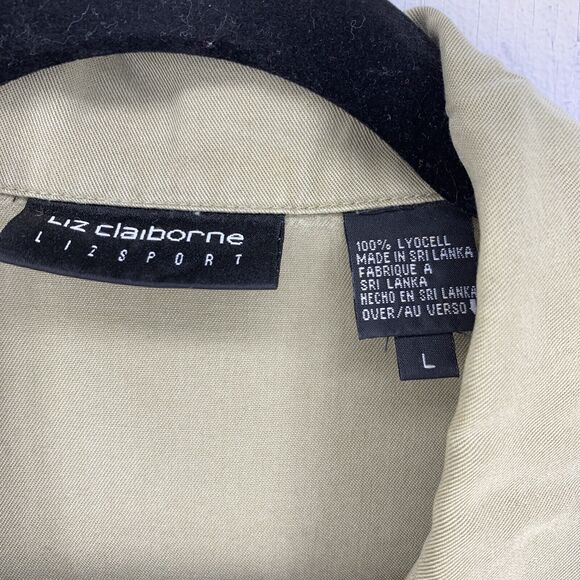 Liz claiborne
LIZSPORT
100% LYOCELL
MADE IN SRI LANKA
FABRIQUE A
SRI LANKA
HECHO EN SRI LANKA
OVER/AU VERSO
L